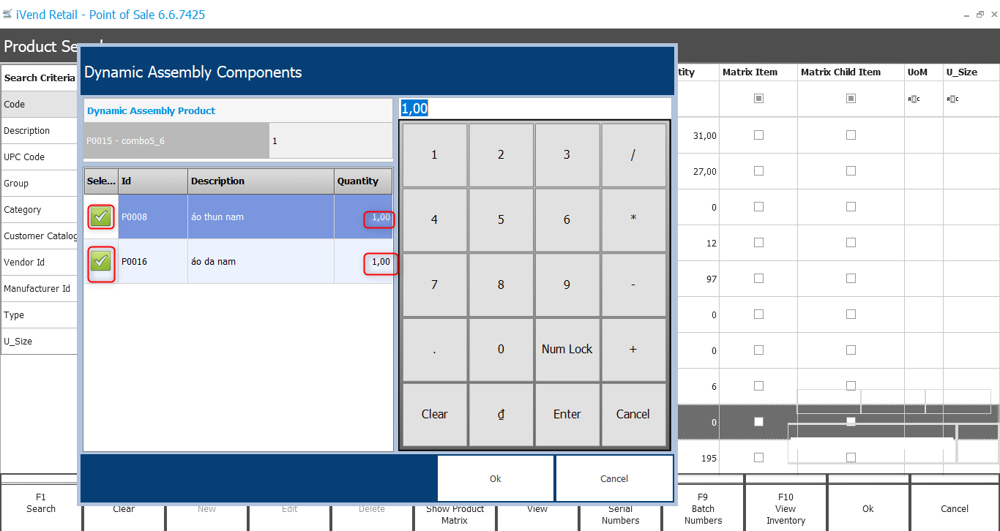 iVend Retail - Point of Sale 6.6.7425
Product Se
Dynamic Assembly Components
Search Criteria
Code
Description
UPC Code
Group
Category
Customer Catalog
Vendor Id
Manufacturer Id
Type
U_Size
Dynamic Assembly Product
P0015 - combo5_6 1
Sele... Id Description Quantity
P0008 áo thun nam 1,00
P0016 áo da nam 1,00
1,00
1 2 3 /
4 5 6 *
7 8 9 -
. 0 Num Lock +
Clear ₫ Enter Cancel
Ok Cancel
tity Matrix Item Matrix Child Item UoM U_Size
31,00
27,00
0
12
97
0
0
6
0
195
F1
Search
Clear
New
Edit
Delete
Show Product
Matrix
View
Serial
Numbers
F9
Batch
Numbers
F10
View
Inventory
Ok
Cancel